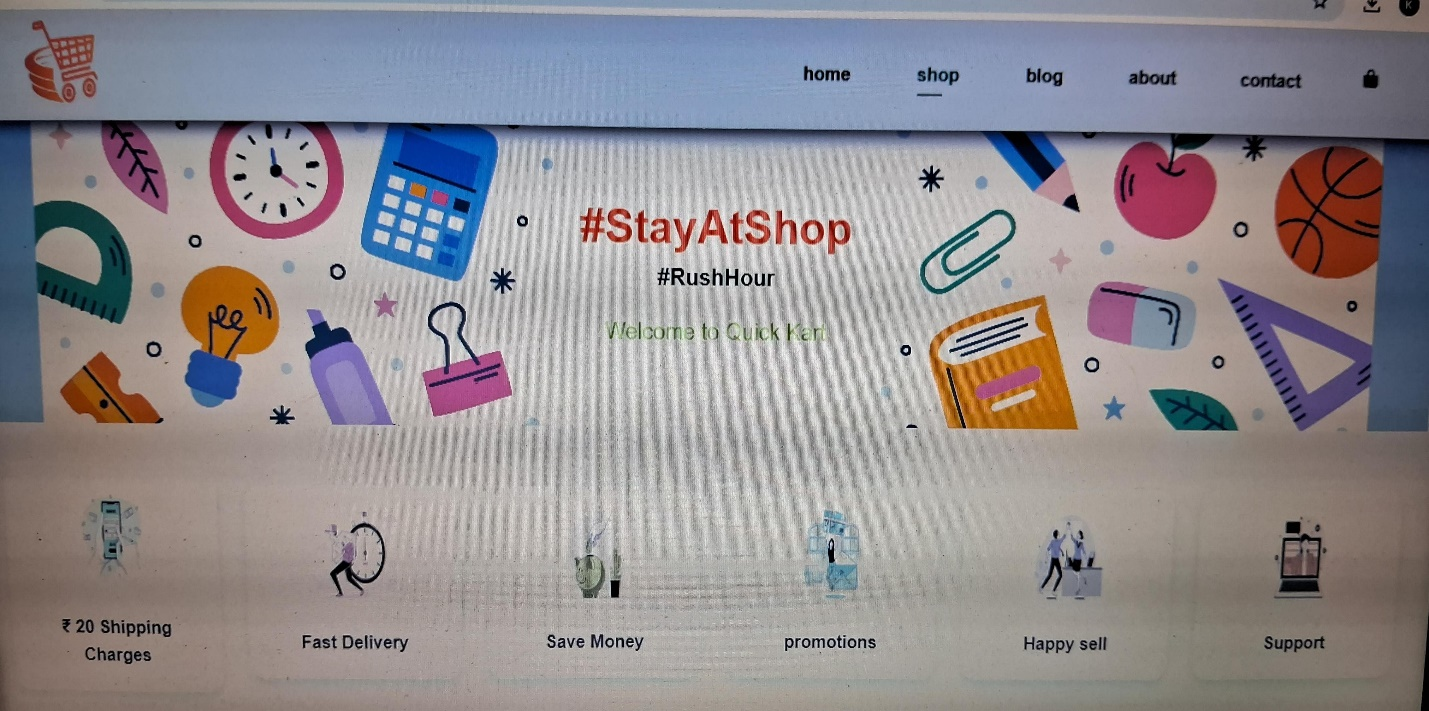 K
home
shop
blog
about
contact
#StayAtShop
#RushHour
Welcome to Quick Kart
₹ 20 Shipping
Charges
Fast Delivery
Save Money
promotions
Happy sell
Support